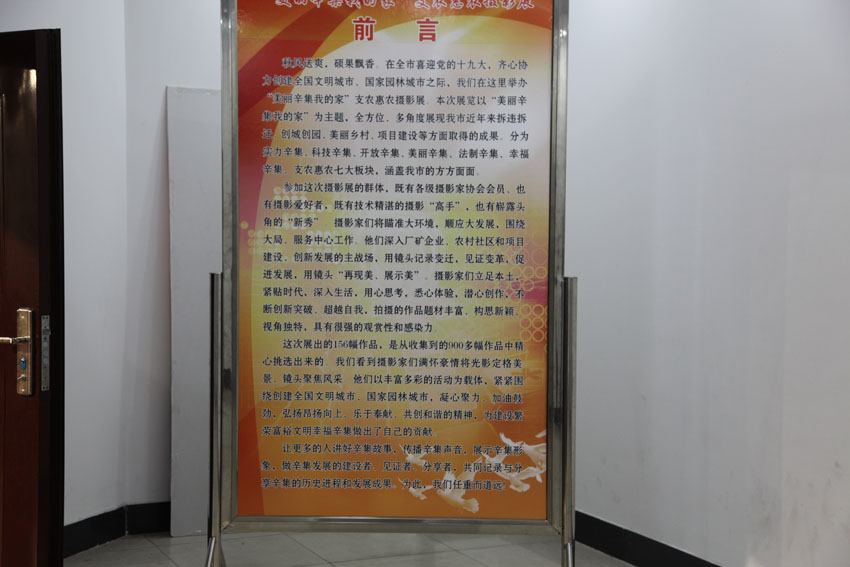 美丽辛集我的家 支农惠农摄影展
前言
秋风送爽，硕果飘香。在全市喜迎党的十九大，齐心协
力创建全国文明城市、国家园林城市之际，我们在这里举办
“美丽辛集我的家”支农惠农摄影展。本次展览以“美丽辛
集我的家”为主题，全方位、多角度展现我市近年来拆违拆
迁、创城创园、美丽乡村、项目建设等方面取得的成果。分为
实力辛集、科技辛集、开放辛集、美丽辛集、法制辛集、幸福
辛集、支农惠农七大板块，涵盖我市的方方面面。
参加这次摄影展的群体，既有各级摄影家协会会员、也
有摄影爱好者，既有技术精湛的摄影“高手”，也有崭露头
角的“新秀”。摄影家们将瞄准大环境，顺应大发展，围绕
大局、服务中心工作。他们深入厂矿企业、农村社区和项目
建设、创新发展的主战场，用镜头记录变迁，见证变革，促
进发展，用镜头“再现美、展示美”。摄影家们立足本土，
紧贴时代，深入生活，用心思考，悉心体验，潜心创作，不
断创新突破、超越自我，拍摄的作品题材丰富、构思新颖、
视角独特，具有很强的观赏性和感染力。
这次展出的156幅作品，是从收集到的900多幅作品中精
心挑选出来的。我们看到摄影家们满怀豪情将光影定格美
景、镜头聚焦风采。他们以丰富多彩的活动为载体，紧紧围
绕创建全国文明城市、国家园林城市，凝心聚力、加油鼓
劲，弘扬昂扬向上、乐于奉献、共创和谐的精神，为建设繁
荣富裕文明幸福辛集做出了自己的贡献。
让更多的人讲好辛集故事，传播辛集声音，展示辛集形
象，做辛集发展的建设者、见证者、分享者，共同记录与分
享辛集的历史进程和发展成果。为此，我们任重而道远！